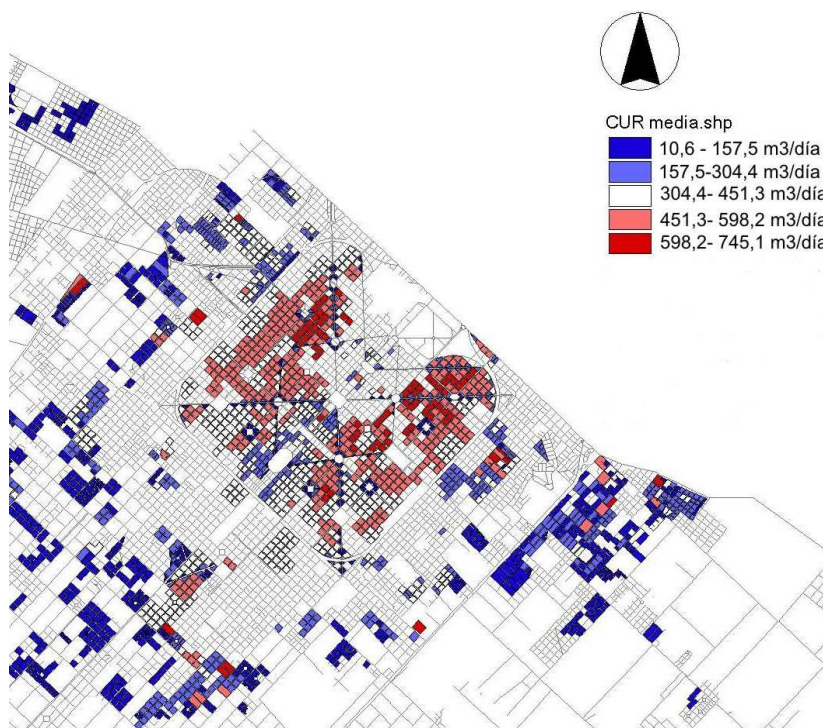 CUR media.shp
10,6 - 157,5 m3/día
157,5-304,4 m3/día
304,4- 451,3 m3/día
451,3- 598,2 m3/día
598,2- 745,1 m3/día